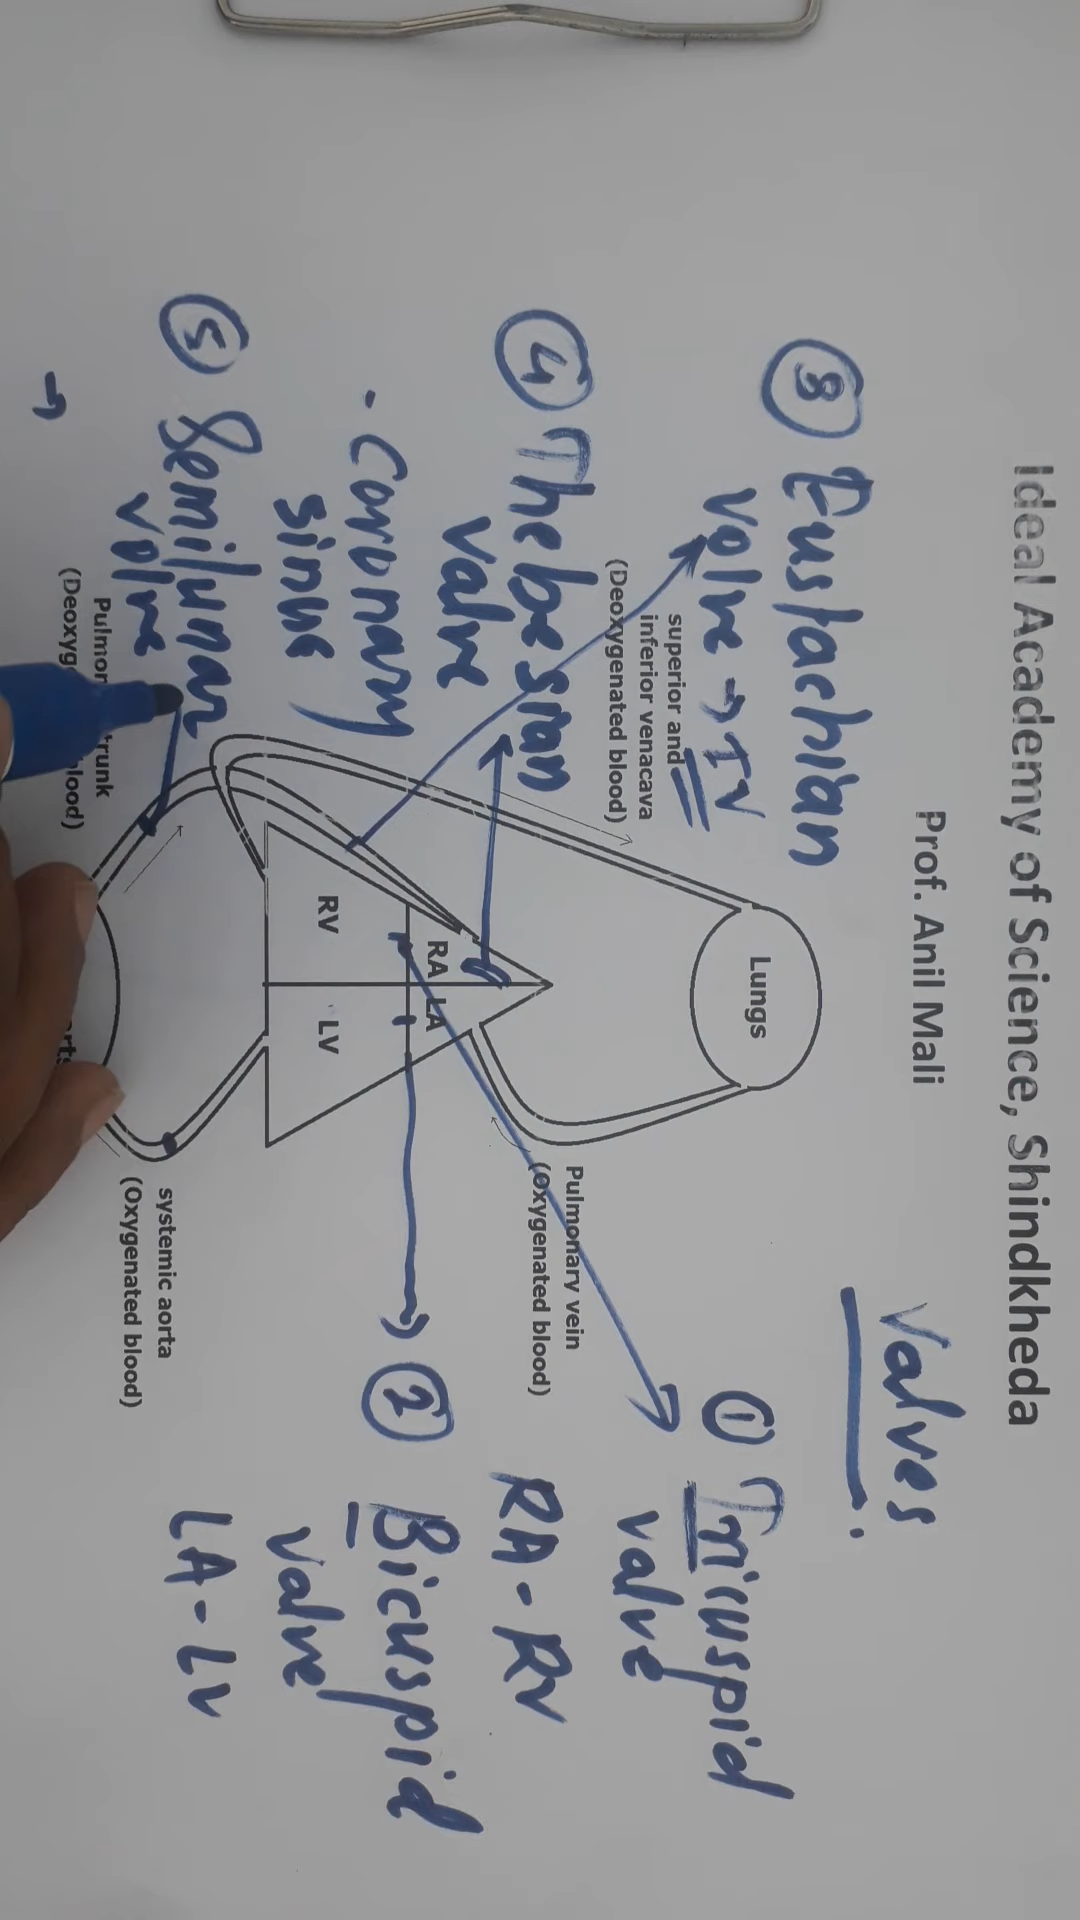 Ideal Academy of Science, Shindkheda
Prof. Anil Mali
Valves
Lungs
③ Eustachian
valve → IV
superior and
inferior venacava
(Deoxygenated blood)
④ Thebesian
valve
. Coronary
sinus
⑤ Semilunar
valve
→
Pulmonary vein
(Oxygenated blood)
RA LA
RV LV
① Tricuspid
valve
RA - RV
② Bicuspid
valve
LA - LV
trunk
systemic aorta
(Oxygenated blood)